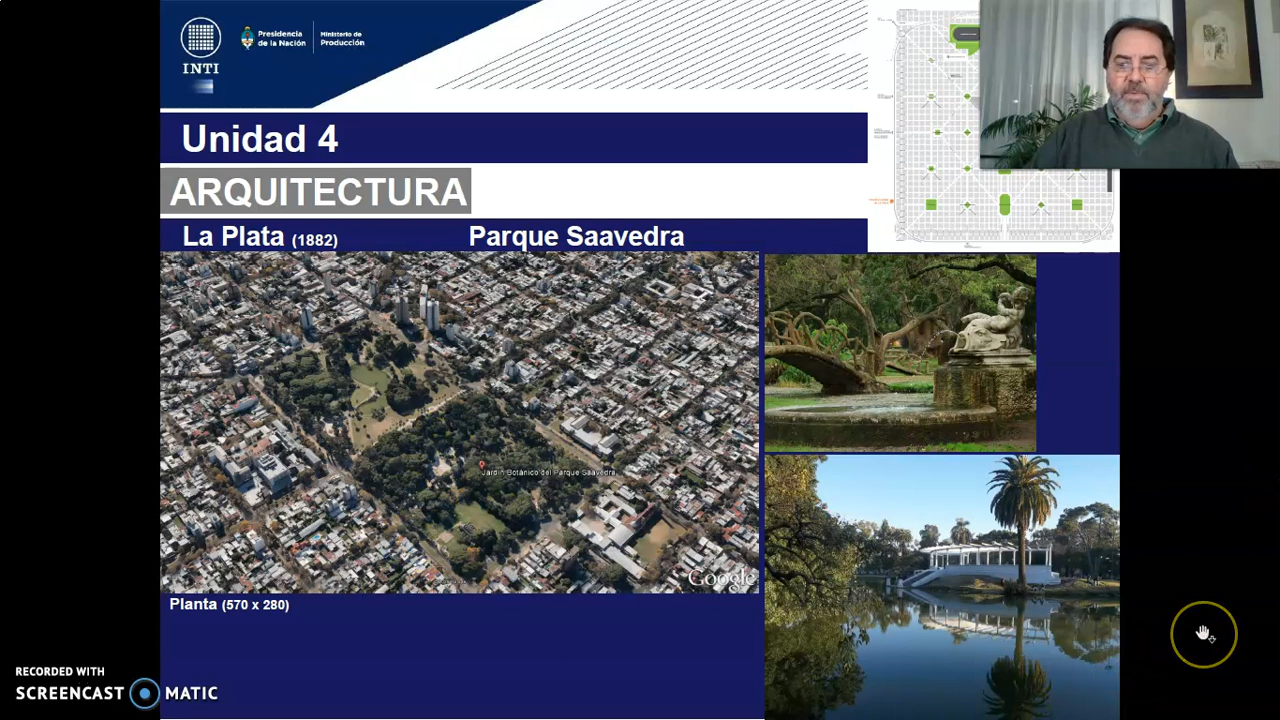 INTI
Presidencia
de la Nación
Ministerio de
Producción
Unidad 4
ARQUITECTURA
La Plata (1882)
Parque Saavedra
Jardín Botánico del Parque Saavedra
Google
Planta (570 x 280)
RECORDED WITH
SCREENCAST MATIC